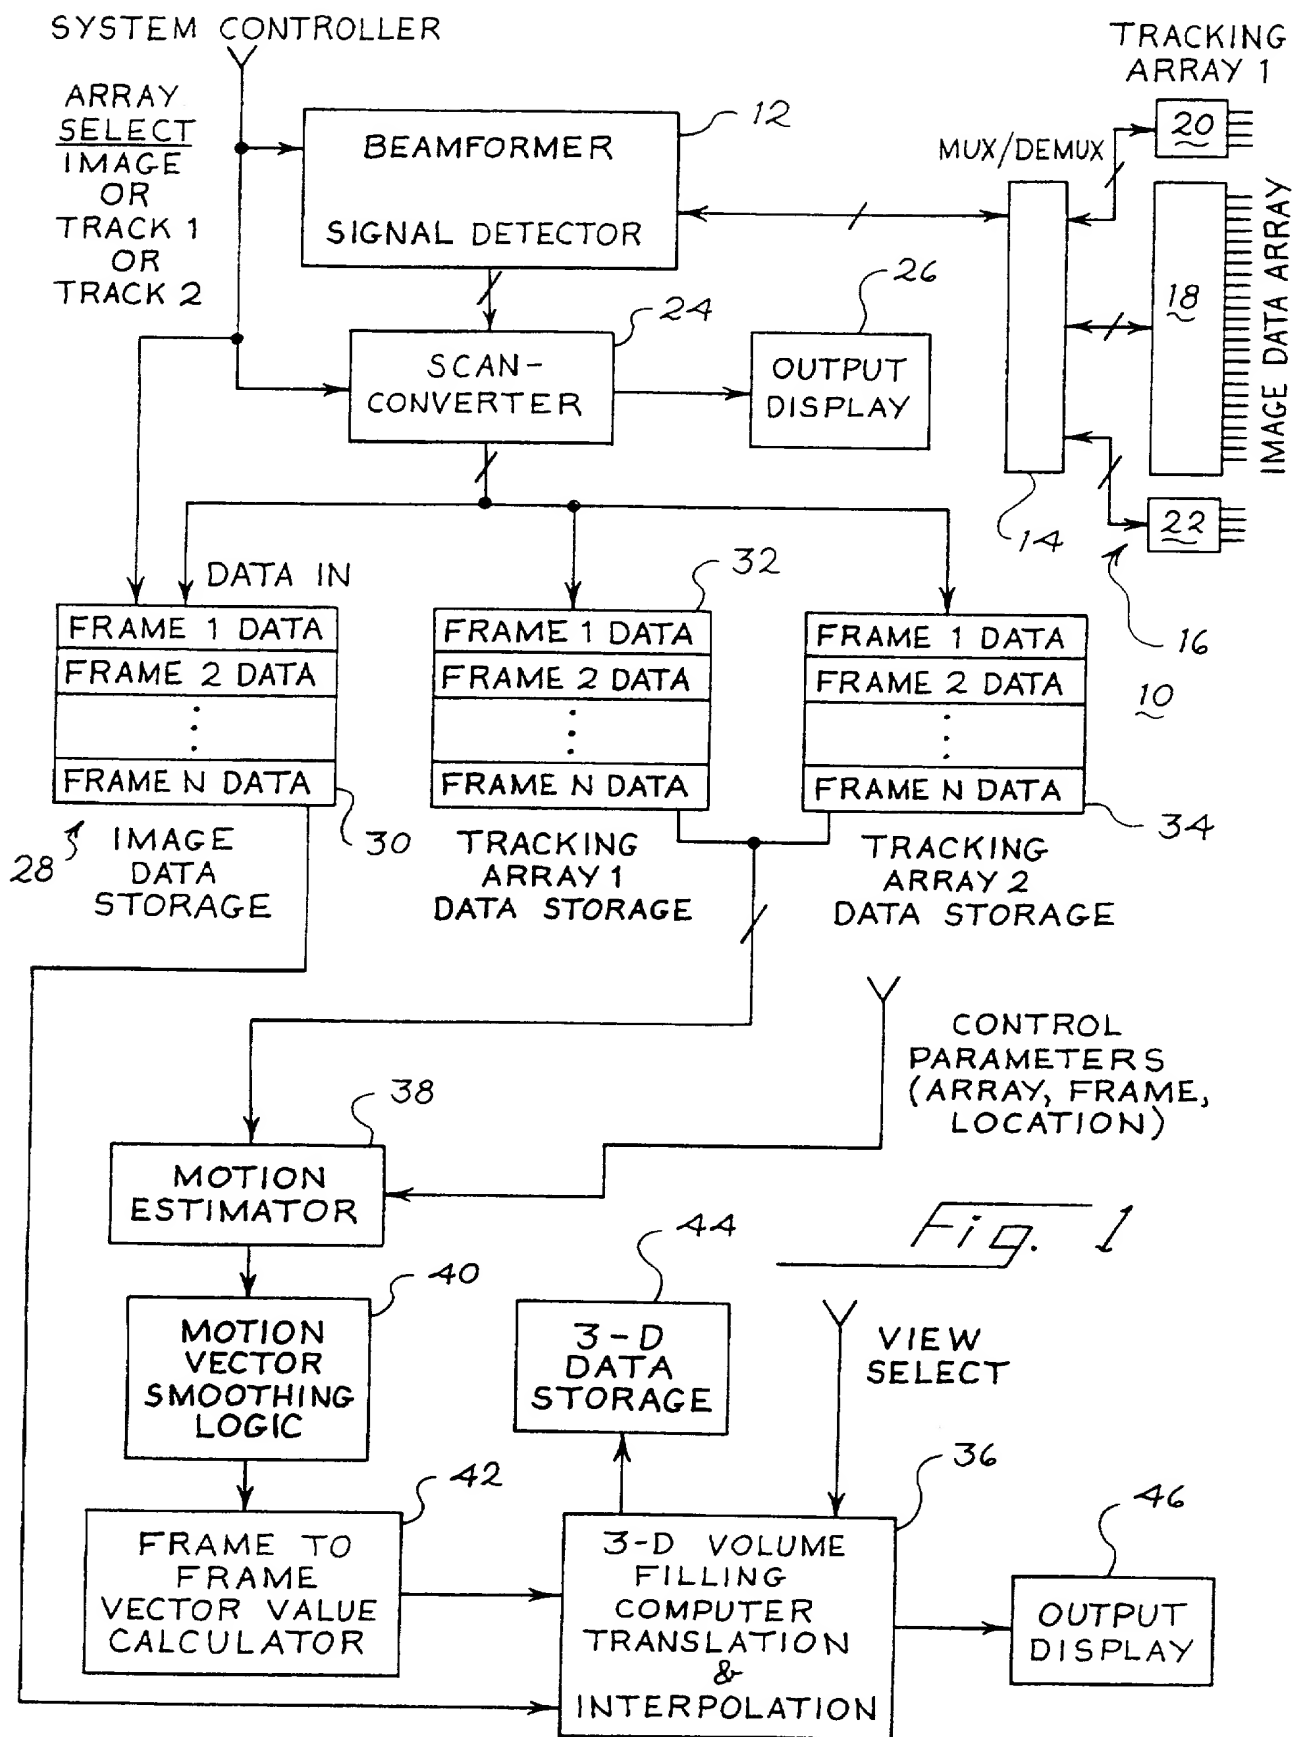 SYSTEM CONTROLLER
ARRAY
SELECT
IMAGE
OR
TRACK 1
OR
TRACK 2
BEAMFORMER
SIGNAL DETECTOR
12
MUX/DEMUX
TRACKING
ARRAY 1
20
18
IMAGE DATA ARRAY
22
14
16
10
SCAN-
CONVERTER
24
OUTPUT
DISPLAY
26
DATA IN
FRAME 1 DATA
FRAME 2 DATA
FRAME N DATA
28
30
IMAGE
DATA
STORAGE
32
FRAME 1 DATA
FRAME 2 DATA
FRAME N DATA
TRACKING
ARRAY 1
DATA STORAGE
FRAME 1 DATA
FRAME 2 DATA
FRAME N DATA
34
TRACKING
ARRAY 2
DATA STORAGE
CONTROL
PARAMETERS
(ARRAY, FRAME,
LOCATION)
38
MOTION
ESTIMATOR
Fig. 1
40
MOTION
VECTOR
SMOOTHING
LOGIC
44
3-D
DATA
STORAGE
VIEW
SELECT
42
FRAME TO
FRAME
VECTOR VALUE
CALCULATOR
36
3-D VOLUME
FILLING
COMPUTER
TRANSLATION
&
INTERPOLATION
46
OUTPUT
DISPLAY